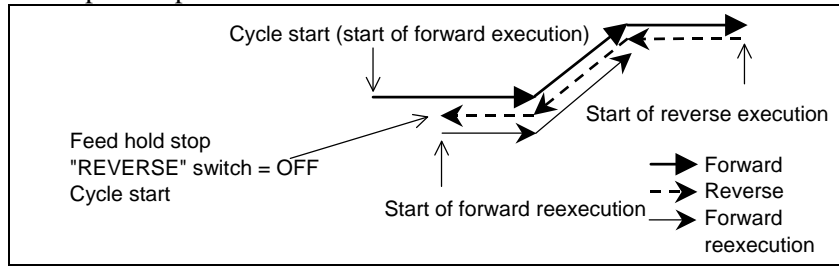 Cycle start (start of forward execution)
Start of reverse execution
Feed hold stop
"REVERSE" switch = OFF
Cycle start
Start of forward reexecution
Forward
Reverse
Forward
reexecution